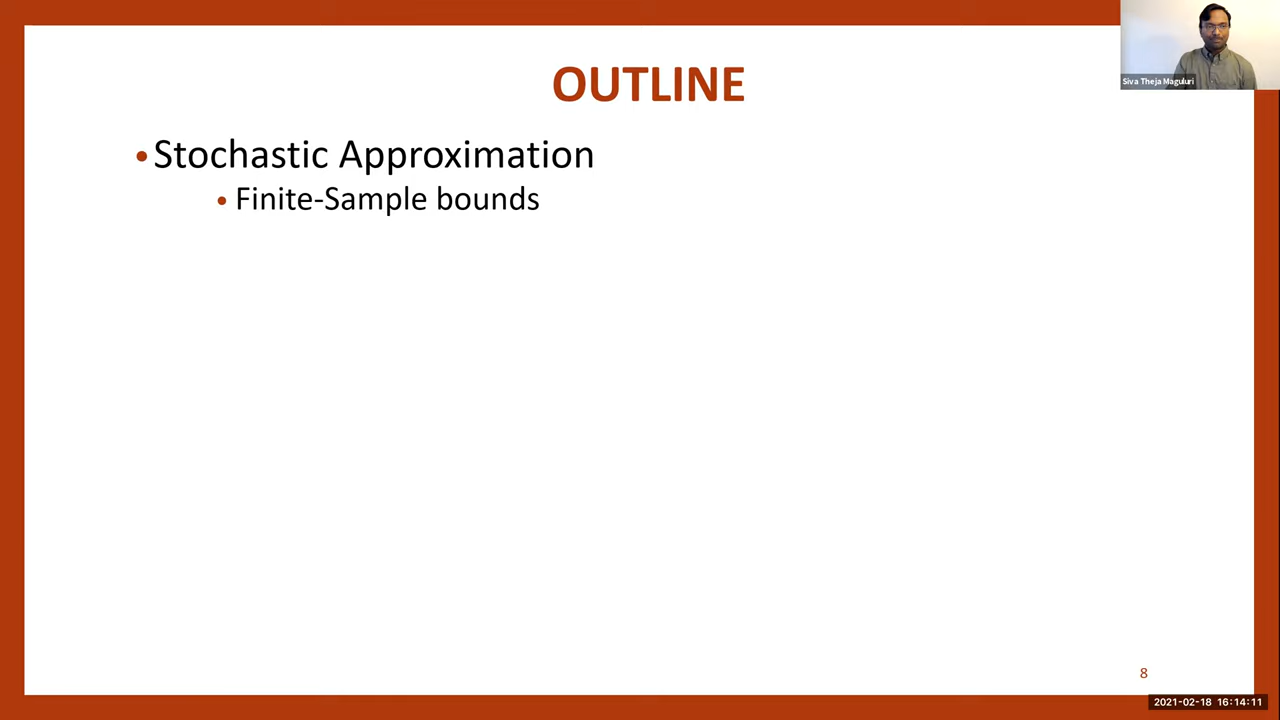 Siva Theja Maguluri
OUTLINE
• Stochastic Approximation
• Finite-Sample bounds
8
2021-02-18 16:14:11